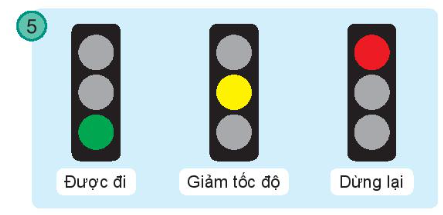 5
Được đi
Giảm tốc độ
Dừng lại